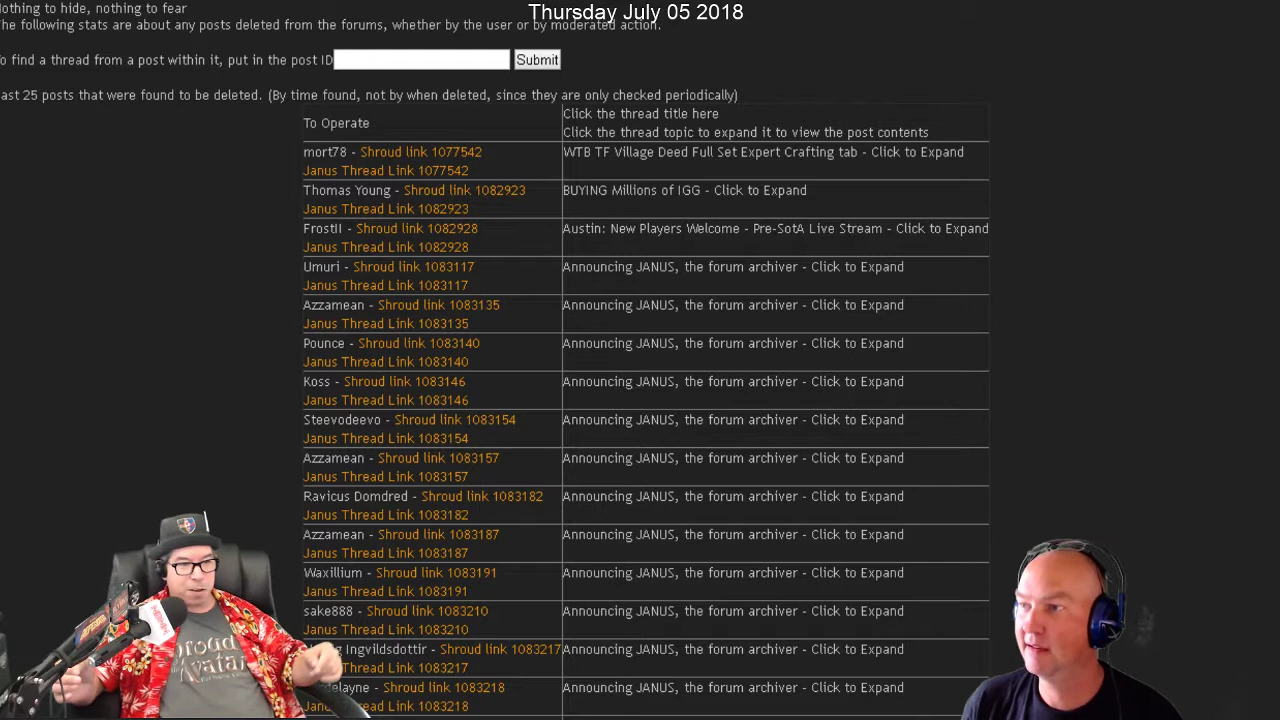 Thursday July 05 2018
Nothing to hide, nothing to fear
The following stats are about any posts deleted from the forums, whether by the user or by moderated action.
To find a thread from a post within it, put in the post ID Submit
Last 25 posts that were found to be deleted. (By time found, not by when deleted, since they are only checked periodically)
To Operate
Click the thread title here
Click the thread topic to expand it to view the post contents
mort78 - Shroud link 1077542
Janus Thread Link 1077542
WTB TF Village Deed Full Set Expert Crafting tab - Click to Expand
Thomas Young - Shroud link 1082923
Janus Thread Link 1082923
BUYING Millions of IGG - Click to Expand
FrostII - Shroud link 1082928
Janus Thread Link 1082928
Austin: New Players Welcome - Pre-SotA Live Stream - Click to Expand
Umuri - Shroud link 1083117
Janus Thread Link 1083117
Announcing JANUS, the forum archiver - Click to Expand
Azzamean - Shroud link 1083135
Janus Thread Link 1083135
Announcing JANUS, the forum archiver - Click to Expand
Pounce - Shroud link 1083140
Janus Thread Link 1083140
Announcing JANUS, the forum archiver - Click to Expand
Koss - Shroud link 1083146
Janus Thread Link 1083146
Announcing JANUS, the forum archiver - Click to Expand
Steevodeevo - Shroud link 1083154
Janus Thread Link 1083154
Announcing JANUS, the forum archiver - Click to Expand
Azzamean - Shroud link 1083157
Janus Thread Link 1083157
Announcing JANUS, the forum archiver - Click to Expand
Ravicus Domdred - Shroud link 1083182
Janus Thread Link 1083182
Announcing JANUS, the forum archiver - Click to Expand
Azzamean - Shroud link 1083187
Janus Thread Link 1083187
Announcing JANUS, the forum archiver - Click to Expand
Waxillium - Shroud link 1083191
Janus Thread Link 1083191
Announcing JANUS, the forum archiver - Click to Expand
sake888 - Shroud link 1083210
Janus Thread Link 1083210
Announcing JANUS, the forum archiver - Click to Expand
Ingvildsdottir - Shroud link 1083217
Thread Link 1083217
Announcing JANUS, the forum archiver - Click to Expand
Shroud link 1083218
Thread Link 1083218
Announcing JANUS, the forum archiver - Click to Expand
Shroud
Avatar